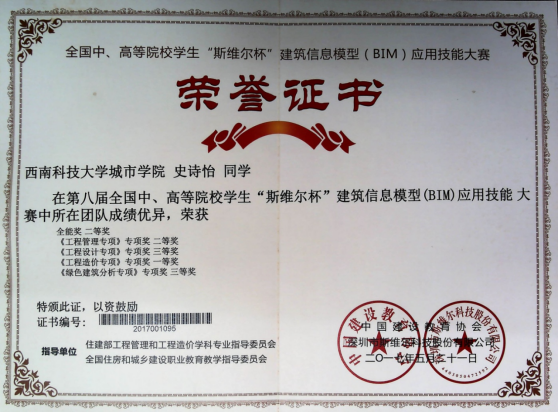 全国中、高等院校学生“斯维尔杯”建筑信息模型（BIM）应用技能大赛
荣誉证书
西南科技大学城市学院 史诗怡 同学
在第八届全国中、高等院校学生“斯维尔杯”建筑信息模型(BIM)应用技能 大
赛中所在团队成绩优异，荣获
全能奖 二等奖
《工程管理专项》专项奖 二等奖
《工程设计专项》专项奖 三等奖
《工程造价专项》专项奖 一等奖
《绿色建筑分析专项》专项奖 三等奖
特颁此证，以资鼓励
证书编号：
2017001095
指导单位
住建部工程管理和工程造价学科专业指导委员会
全国住房和城乡建设职业教育教学指导委员会
中国建设教育协会
深圳市斯维尔科技股份有限公司
二〇一七年五月二十一日